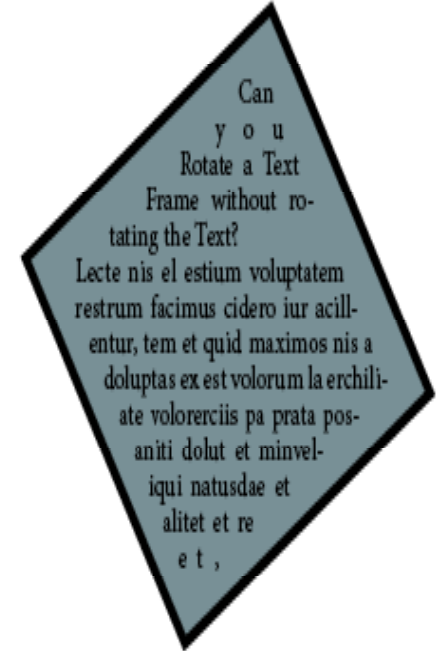 Can
y o u
Rotate a Text
Frame without ro-
tating the Text?
Lecte nis el estium voluptatem
restrum facimus cidero iur acill-
entur, tem et quid maximos nis a
doluptas ex est volorum la erchili-
ate volorerciis pa prata pos-
aniti dolut et minvel-
iqui natusdae et
alitet et re
e t ,